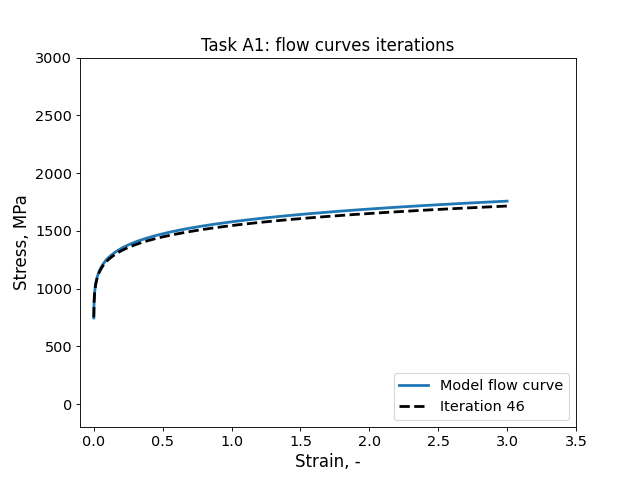 Task A1: flow curves iterations
3000
2500
2000
1500
1000
500
0
Stress, MPa
Model flow curve
Iteration 46
0.0 0.5 1.0 1.5 2.0 2.5 3.0 3.5
Strain, -